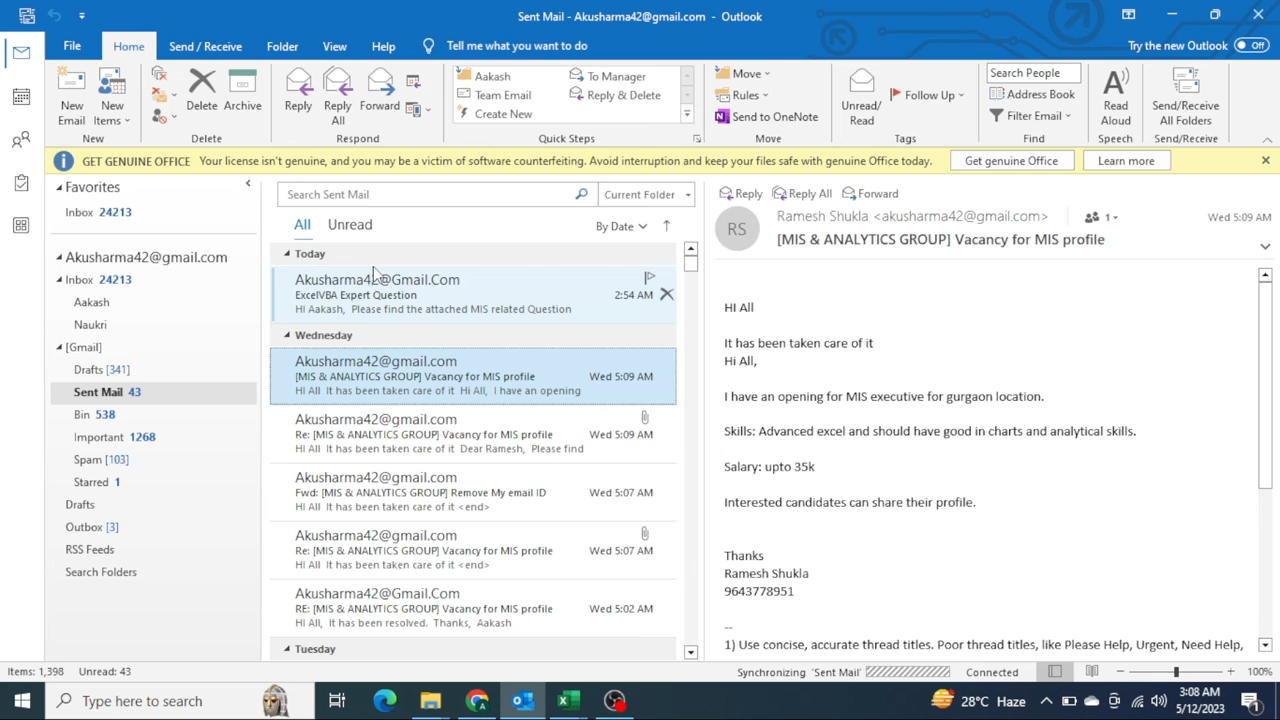 Sent Mail - Akusharma42@gmail.com - Outlook
File Home Send / Receive Folder View Help Tell me what you want to do Try the new Outlook Off
New Email
New Items
New
Delete
Archive
Delete
Reply
Reply All
Forward
Respond
Aakash
Team Email
Create New
To Manager
Reply & Delete
Quick Steps
Move
Rules
Send to OneNote
Move
Unread/ Read
Follow Up
Tags
Search People
Address Book
Filter Email
Find
Read Aloud
Speech
Send/Receive All Folders
Send/Receive
GET GENUINE OFFICE Your license isn't genuine, and you may be a victim of software counterfeiting. Avoid interruption and keep your files safe with genuine Office today. Get genuine Office Learn more
Favorites
Inbox 24213
Akusharma42@gmail.com
Inbox 24213
Aakash
Naukri
[Gmail]
Drafts [341]
Sent Mail 43
Bin 538
Important 1268
Spam [103]
Starred 1
Drafts
Outbox [3]
RSS Feeds
Search Folders
Search Sent Mail Current Folder
All Unread By Date
Today
Akusharma42@Gmail.Com
ExcelVBA Expert Question 2:54 AM
HI Aakash, Please find the attached MIS related Question
Wednesday
Akusharma42@gmail.com
[MIS & ANALYTICS GROUP] Vacancy for MIS profile Wed 5:09 AM
HI All It has been taken care of it Hi All, I have an opening
Akusharma42@gmail.com
Re: [MIS & ANALYTICS GROUP] Vacancy for MIS profile Wed 5:09 AM
HI All It has been taken care of it Dear Ramesh, Please find
Akusharma42@gmail.com
Fwd: [MIS & ANALYTICS GROUP] Remove My email ID Wed 5:07 AM
HI All It has been taken care of it <end>
Akusharma42@gmail.com
Re: [MIS & ANALYTICS GROUP] Vacancy for MIS profile Wed 5:07 AM
HI All It has been taken care of it <end>
Akusharma42@Gmail.Com
RE: [MIS & ANALYTICS GROUP] Vacancy for MIS profile Wed 5:02 AM
HI All, It has been resolved. Thanks, Aakash
Tuesday
Reply Reply All Forward
RS
Ramesh Shukla <akusharma42@gmail.com> 1 Wed 5:09 AM
[MIS & ANALYTICS GROUP] Vacancy for MIS profile
HI All
It has been taken care of it
Hi All,
I have an opening for MIS executive for gurgaon location.
Skills: Advanced excel and should have good in charts and analytical skills.
Salary: upto 35k
Interested candidates can share their profile.
Thanks
Ramesh Shukla
9643778951
--
1) Use concise, accurate thread titles. Poor thread titles, like Please Help, Urgent, Need Help,
Items: 1,398 Unread: 43 Synchronizing 'Sent Mail' Connected 100%
Type here to search 28°C Haze 3:08 AM
5/12/2023 1